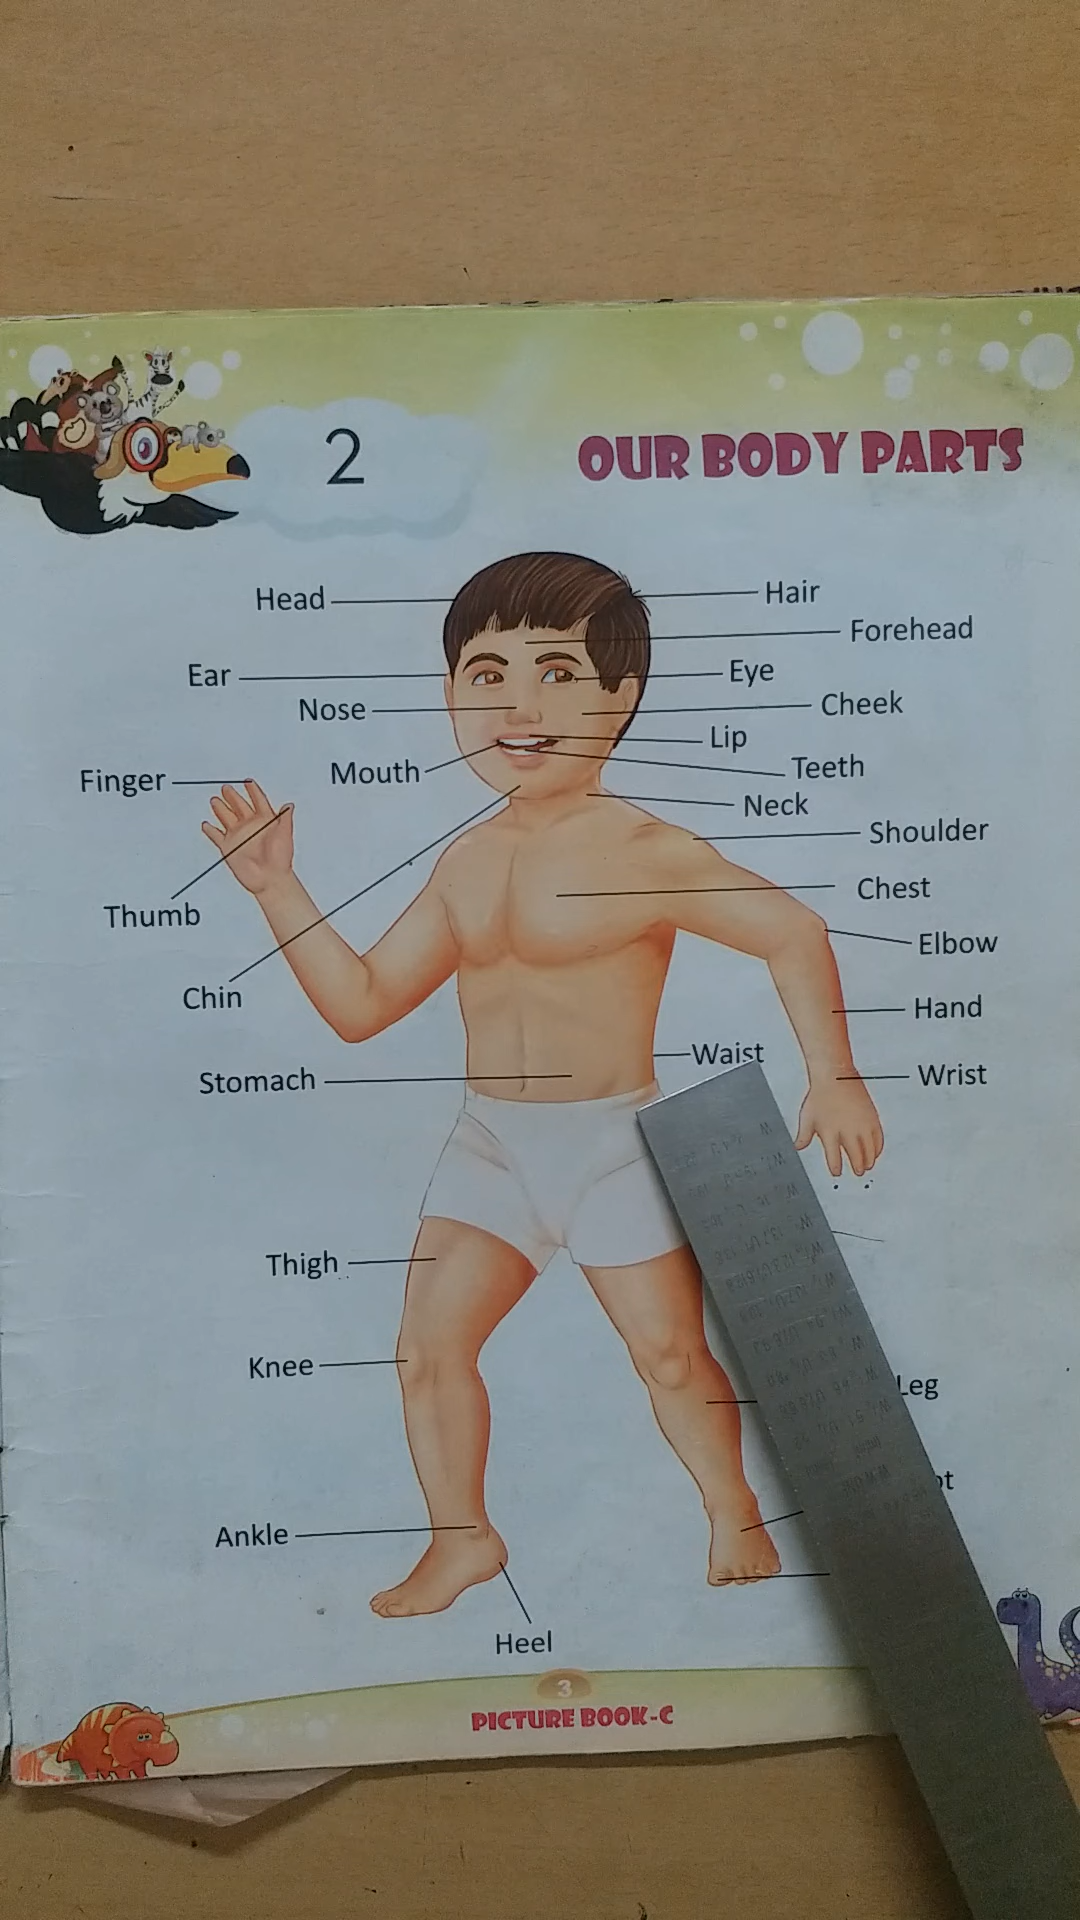 2
OUR BODY PARTS
Head
Hair
Forehead
Ear
Eye
Nose
Cheek
Lip
Mouth
Teeth
Finger
Neck
Shoulder
Thumb
Chest
Elbow
Chin
Hand
Waist
Stomach
Wrist
Thigh
Knee
Leg
ot
Ankle
Heel
3
PICTURE BOOK-C